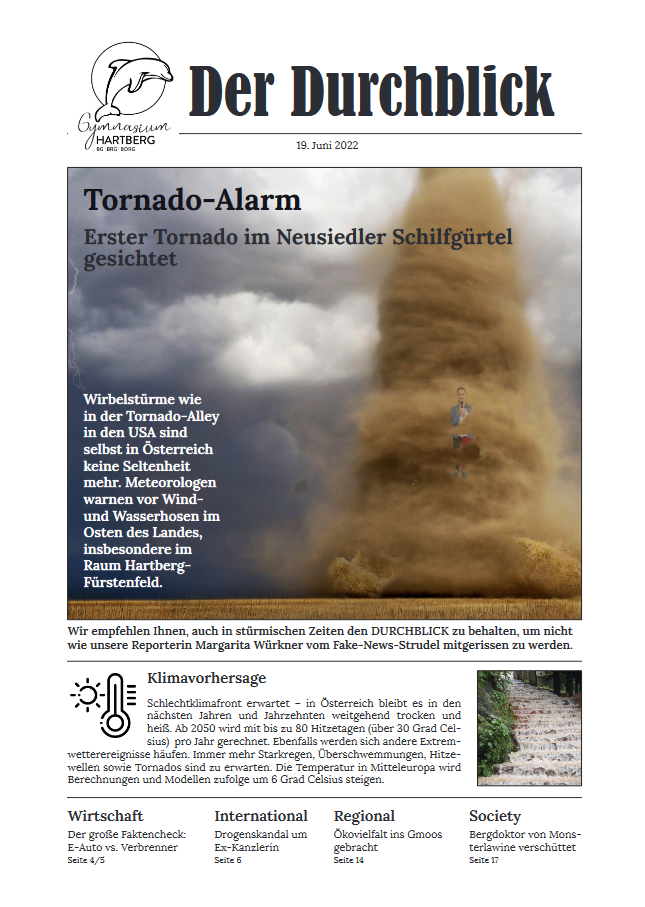 Der Durchblick
Gymnasium
HARTBERG
BG | BRG | BORG
19. Juni 2022
Tornado-Alarm
Erster Tornado im Neusiedler Schilfgürtel
gesichtet
Wirbelstürme wie
in der Tornado-Alley
in den USA sind
selbst in Österreich
keine Seltenheit
mehr. Meteorologen
warnen vor Wind-
und Wasserhosen im
Osten des Landes,
insbesondere im
Raum Hartberg-
Fürstenfeld.
Wir empfehlen Ihnen, auch in stürmischen Zeiten den DURCHBLICK zu behalten, um nicht
wie unsere Reporterin Margarita Würkner vom Fake-News-Strudel mitgerissen zu werden.
Klimavorhersage
Schlechtklimafront erwartet – in Österreich bleibt es in den
nächsten Jahren und Jahrzehnten weitgehend trocken und
heiß. Ab 2050 wird mit bis zu 80 Hitzetagen (über 30 Grad Cel-
sius) pro Jahr gerechnet. Ebenfalls werden sich andere Extrem-
wetterereignisse häufen. Immer mehr Starkregen, Überschwemmungen, Hitze-
wellen sowie Tornados sind zu erwarten. Die Temperatur in Mitteleuropa wird
Berechnungen und Modellen zufolge um 6 Grad Celsius steigen.
Wirtschaft
Der große Faktencheck:
E-Auto vs. Verbrenner
Seite 4/5
International
Drogenskandal um
Ex-Kanzlerin
Seite 6
Regional
Ökovielfalt ins Gmoos
gebracht
Seite 14
Society
Bergdoktor von Mons-
terlawine verschüttet
Seite 17